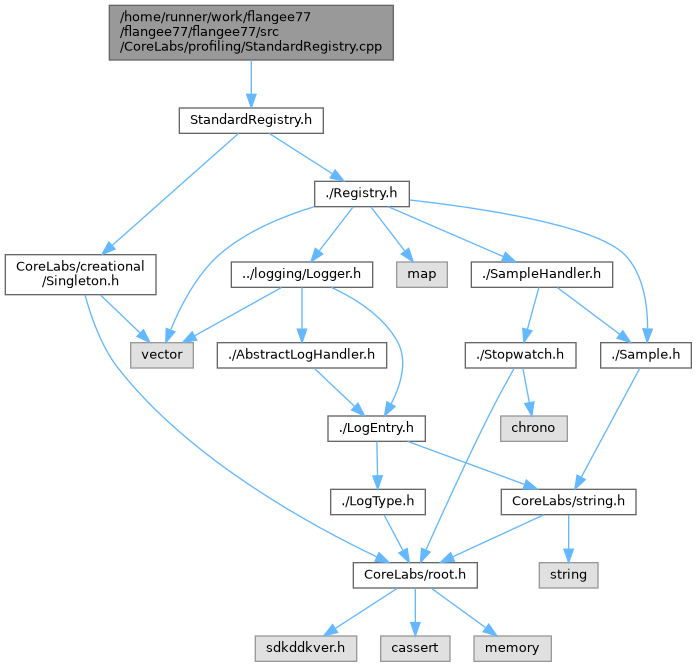 /home/runner/work/flangee77
/flangee77/flangee77/src
/CoreLabs/profiling/StandardRegistry.cpp
StandardRegistry.h
./Registry.h
CoreLabs/creational
/Singleton.h
../logging/Logger.h
map
./SampleHandler.h
vector
./AbstractLogHandler.h
./Stopwatch.h
./Sample.h
./LogEntry.h
chrono
./LogType.h
CoreLabs/string.h
CoreLabs/root.h
string
sdkddkver.h
cassert
memory